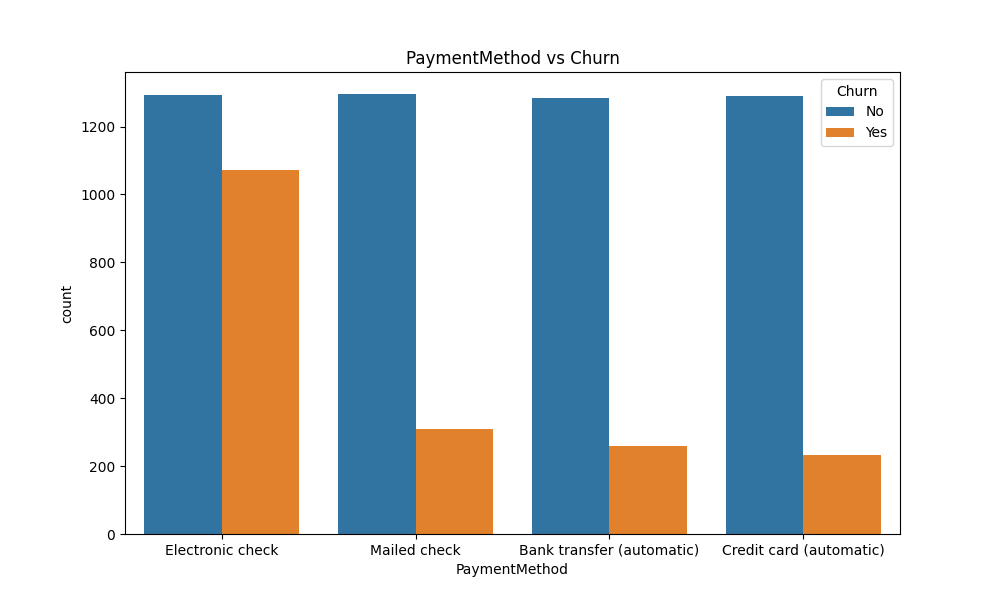 PaymentMethod vs Churn
Churn
No
Yes
1200
1000
800
600
400
200
0
count
Electronic check
Mailed check
Bank transfer (automatic)
Credit card (automatic)
PaymentMethod